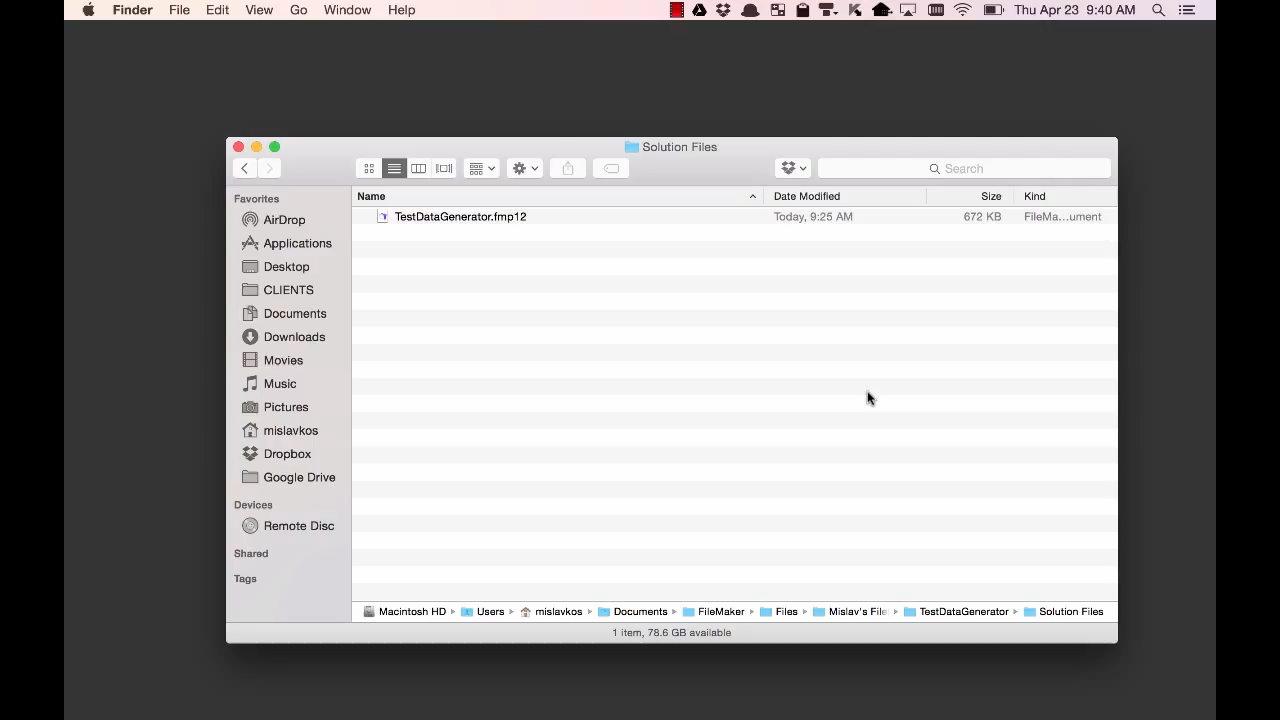 Finder File Edit View Go Window Help Thu Apr 23 9:40 AM
Solution Files
Search
Favorites
AirDrop
Applications
Desktop
CLIENTS
Documents
Downloads
Movies
Music
Pictures
mislavkos
Dropbox
Google Drive
Devices
Remote Disc
Shared
Tags
Name Date Modified Size Kind
TestDataGenerator.fmp12 Today, 9:25 AM 672 KB FileMa...ument
Macintosh HD Users mislavkos Documents FileMaker Files Mislav's File TestDataGenerator Solution Files
1 item, 78.6 GB available